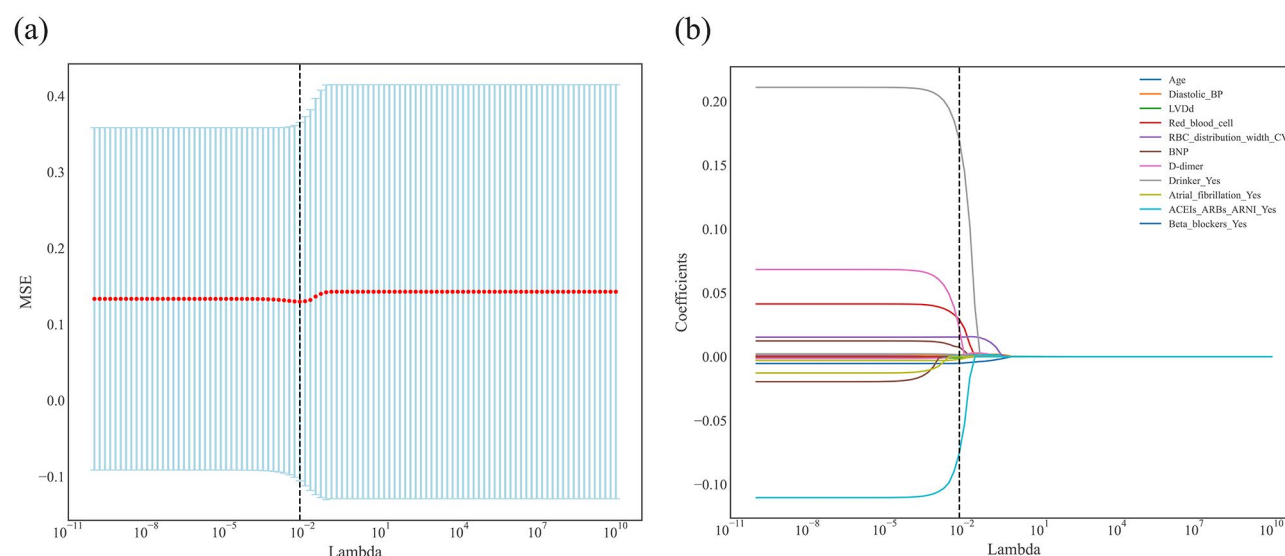 (a)
MSE
0.4
0.3
0.2
0.1
0.0
−0.1
10^−11
10^−8
10^−5
10^−2
10^1
10^4
10^7
10^10
Lambda
(b)
Coefficients
0.20
0.15
0.10
0.05
0.00
−0.05
−0.10
Age
Diastolic_BP
LVDd
Red_blood_cell
RBC_distribution_width_CV
BNP
D-dimer
Drinker_Yes
Atrial_fibrillation_Yes
ACEIs_ARBs_ARNI_Yes
Beta_blockers_Yes
10^−11
10^−8
10^−5
10^−2
10^1
10^4
10^7
10^10
Lambda